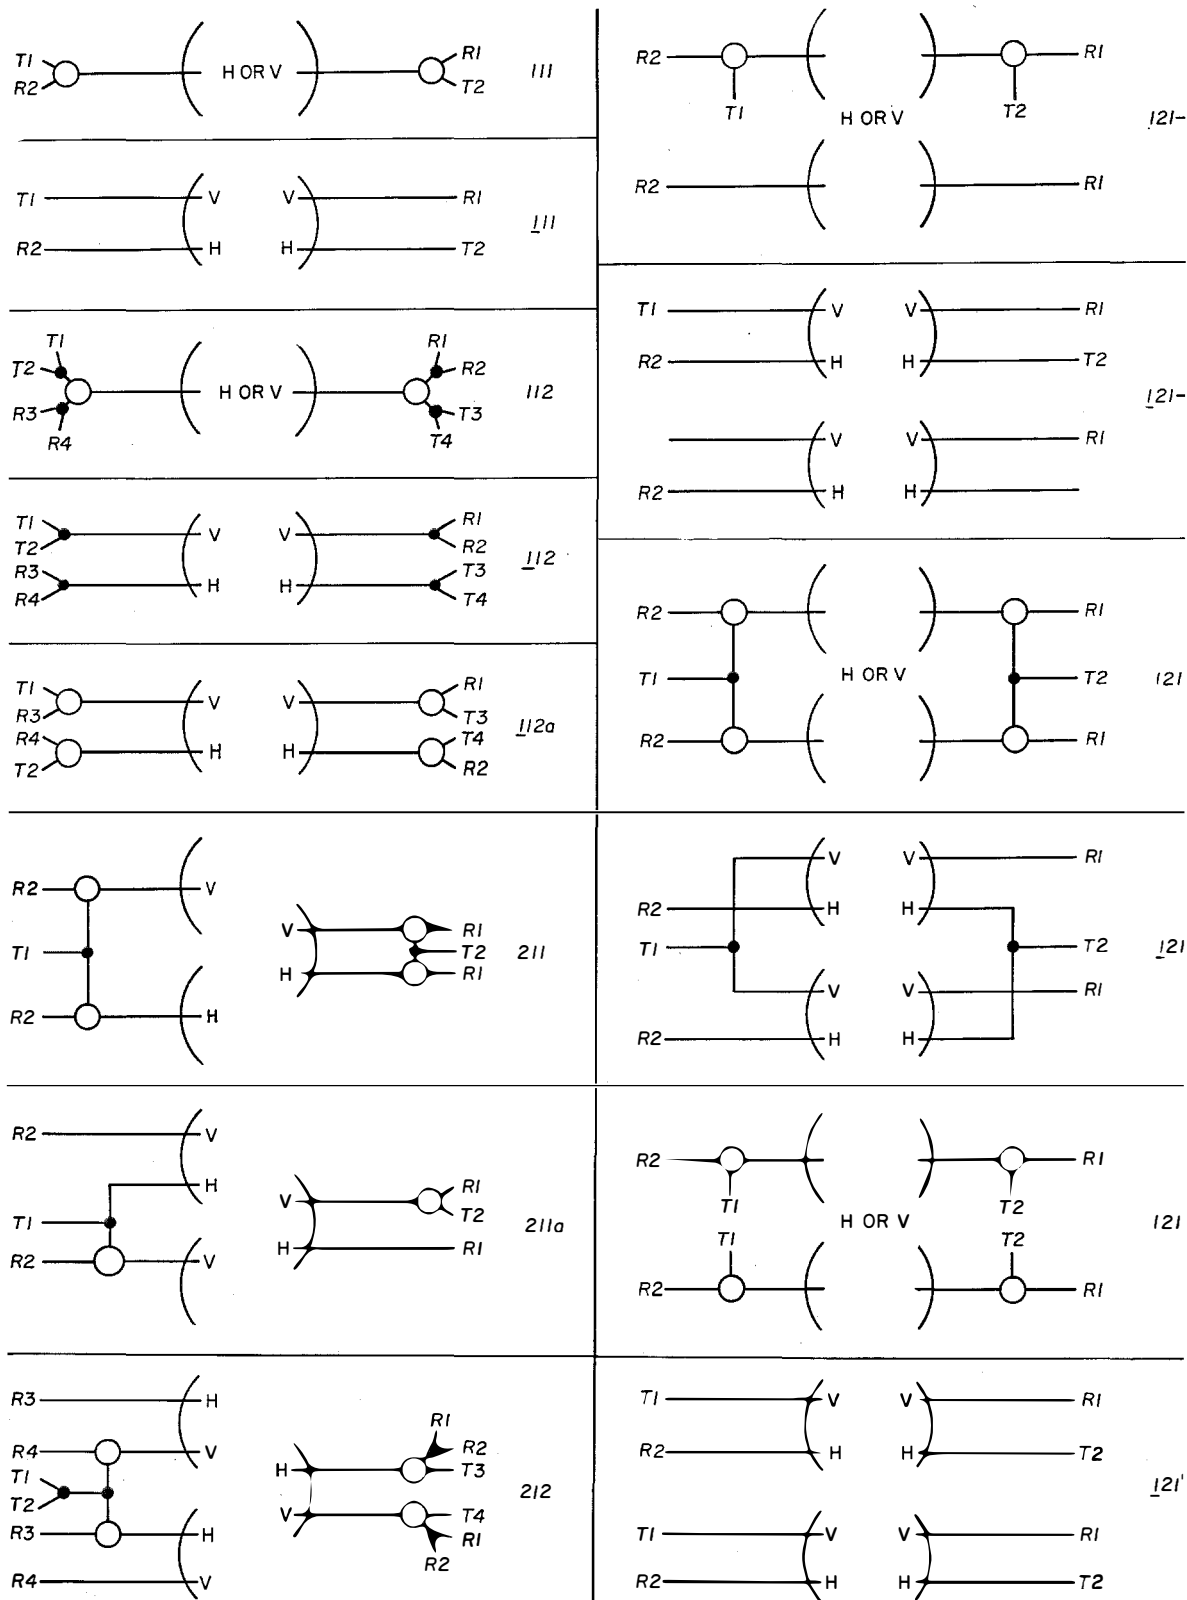 T1 R1
H OR V 111
R2 T2
T1 V V R1
111
R2 H H T2
T1 R1
T2 R2
H OR V 112
R3 T3
R4 T4
T1 R1
V V
T2 R2
112
R3 T3
H H
R4 T4
T1 R1
V V
R3 T3
112a
R4 T4
H H
T2 R2
R2 V
V R1
T1 T2 211
H R1
R2 H
R2 V
H R1
V
T1 T2 211a
R2 V H R1
R3 H
R1
R4 V R2
T1 H T3
T2 212
V T4
R3 H R1
R2
R4 V
R2 R1
T1 T2
H OR V 121-
R2 R1
T1 V V R1
R2 H H T2
121-
V V R1
R2 H H
R2 R1
T1 H OR V T2 121
R2 R1
V V R1
R2 H H
T1 T2 121
V V R1
R2 H H
R2 R1
T1 T2
H OR V 121
T1 T2
R2 R1
T1 V V R1
R2 H H T2
121'
T1 V V R1
R2 H H T2